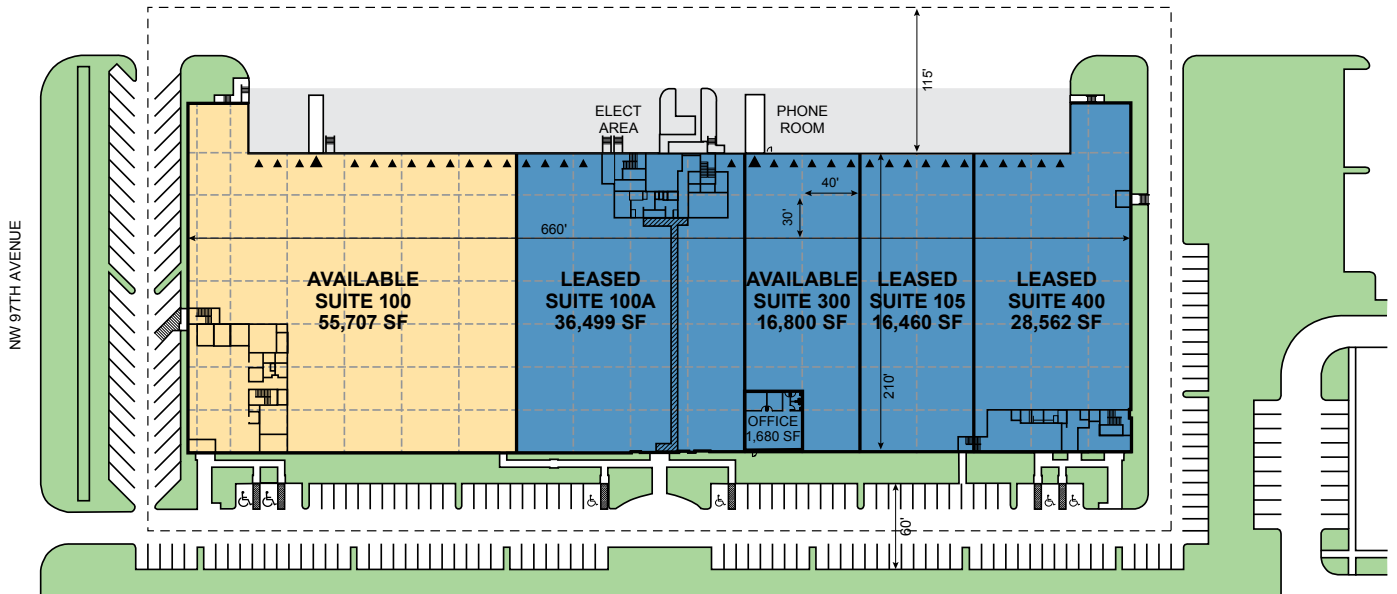 115'
ELECT
AREA
PHONE
ROOM
40'
30'
660'
NW 97TH AVENUE
AVAILABLE
SUITE 100
55,707 SF
LEASED
SUITE 100A
36,499 SF
AVAILABLE
SUITE 300
16,800 SF
LEASED
SUITE 105
16,460 SF
LEASED
SUITE 400
28,562 SF
210'
OFFICE
1,680 SF
60'